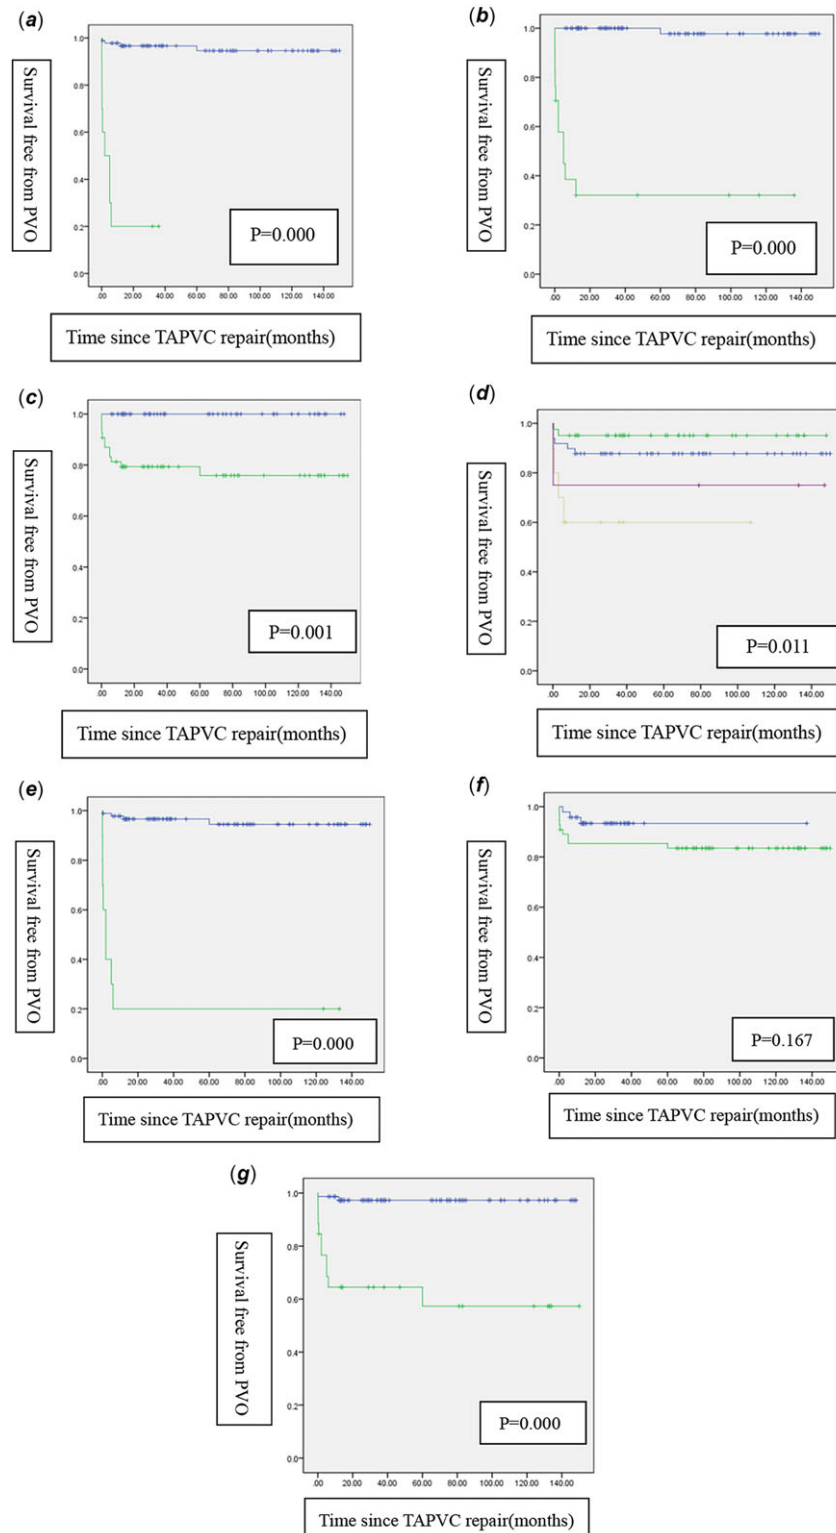 (a)
Survival free from PVO
1.0
0.8
0.6
0.4
0.2
0.0
P=0.000
.00 20.00 40.00 60.00 80.00 100.00 120.00 140.00
Time since TAPVC repair(months)
(b)
Survival free from PVO
1.0
0.8
0.6
0.4
0.2
0.0
P=0.000
.00 20.00 40.00 60.00 80.00 100.00 120.00 140.00
Time since TAPVC repair(months)
(c)
Survival free from PVO
1.0
0.8
0.6
0.4
0.2
0.0
P=0.001
.00 20.00 40.00 60.00 80.00 100.00 120.00 140.00
Time since TAPVC repair(months)
(d)
Survival free from PVO
1.0
0.8
0.6
0.4
0.2
0.0
P=0.011
.00 20.00 40.00 60.00 80.00 100.00 120.00 140.00
Time since TAPVC repair(months)
(e)
Survival free from PVO
1.0
0.8
0.6
0.4
0.2
0.0
P=0.000
.00 20.00 40.00 60.00 80.00 100.00 120.00 140.00
Time since TAPVC repair(months)
(f)
Survival free from PVO
1.0
0.8
0.6
0.4
0.2
0.0
P=0.167
.00 20.00 40.00 60.00 80.00 100.00 120.00 140.00
Time since TAPVC repair(months)
(g)
Survival free from PVO
1.0
0.8
0.6
0.4
0.2
0.0
P=0.000
.00 20.00 40.00 60.00 80.00 100.00 120.00 140.00
Time since TAPVC repair(months)